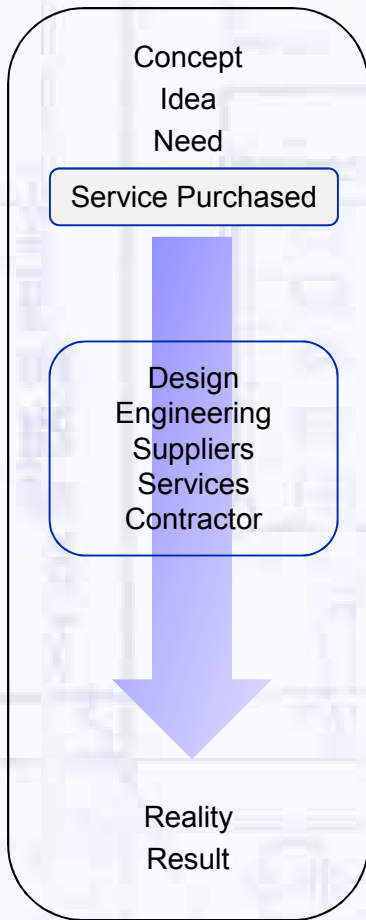 Concept
Idea
Need
Service Purchased
Design
Engineering
Suppliers
Services
Contractor
Reality
Result